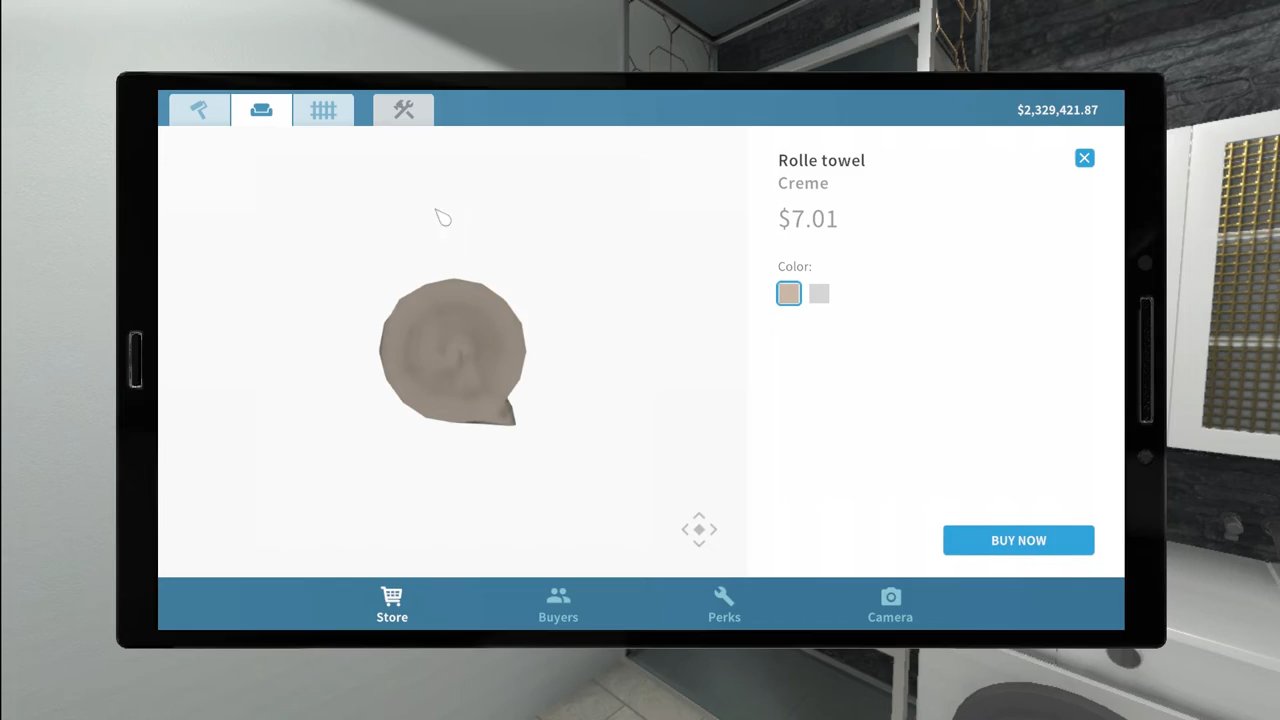 $2,329,421.87
Rolle towel
Creme
$7.01
Color:
BUY NOW
Store
Buyers
Perks
Camera